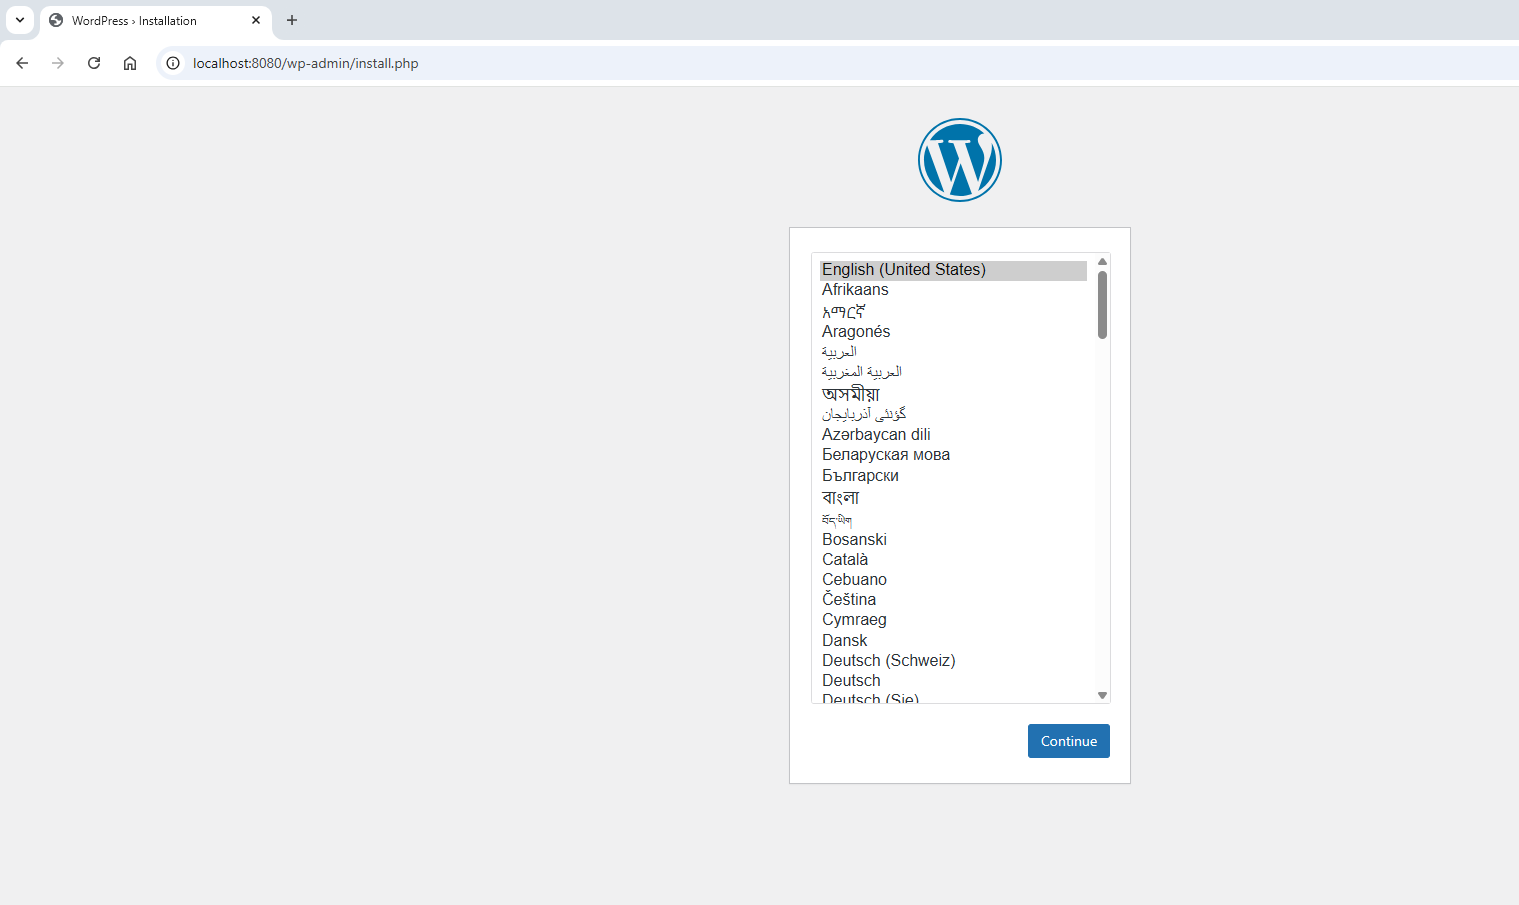 WordPress › Installation
localhost:8080/wp-admin/install.php
English (United States)
Afrikaans
አማርኛ
Aragonés
العربية
العربية المغربية
অসমীয়া
گؤنئی آذربایجان
Azərbaycan dili
Беларуская мова
Български
বাংলা
བོད་ཡིག
Bosanski
Català
Cebuano
Čeština
Cymraeg
Dansk
Deutsch (Schweiz)
Deutsch
Deutsch (Sie)
Continue